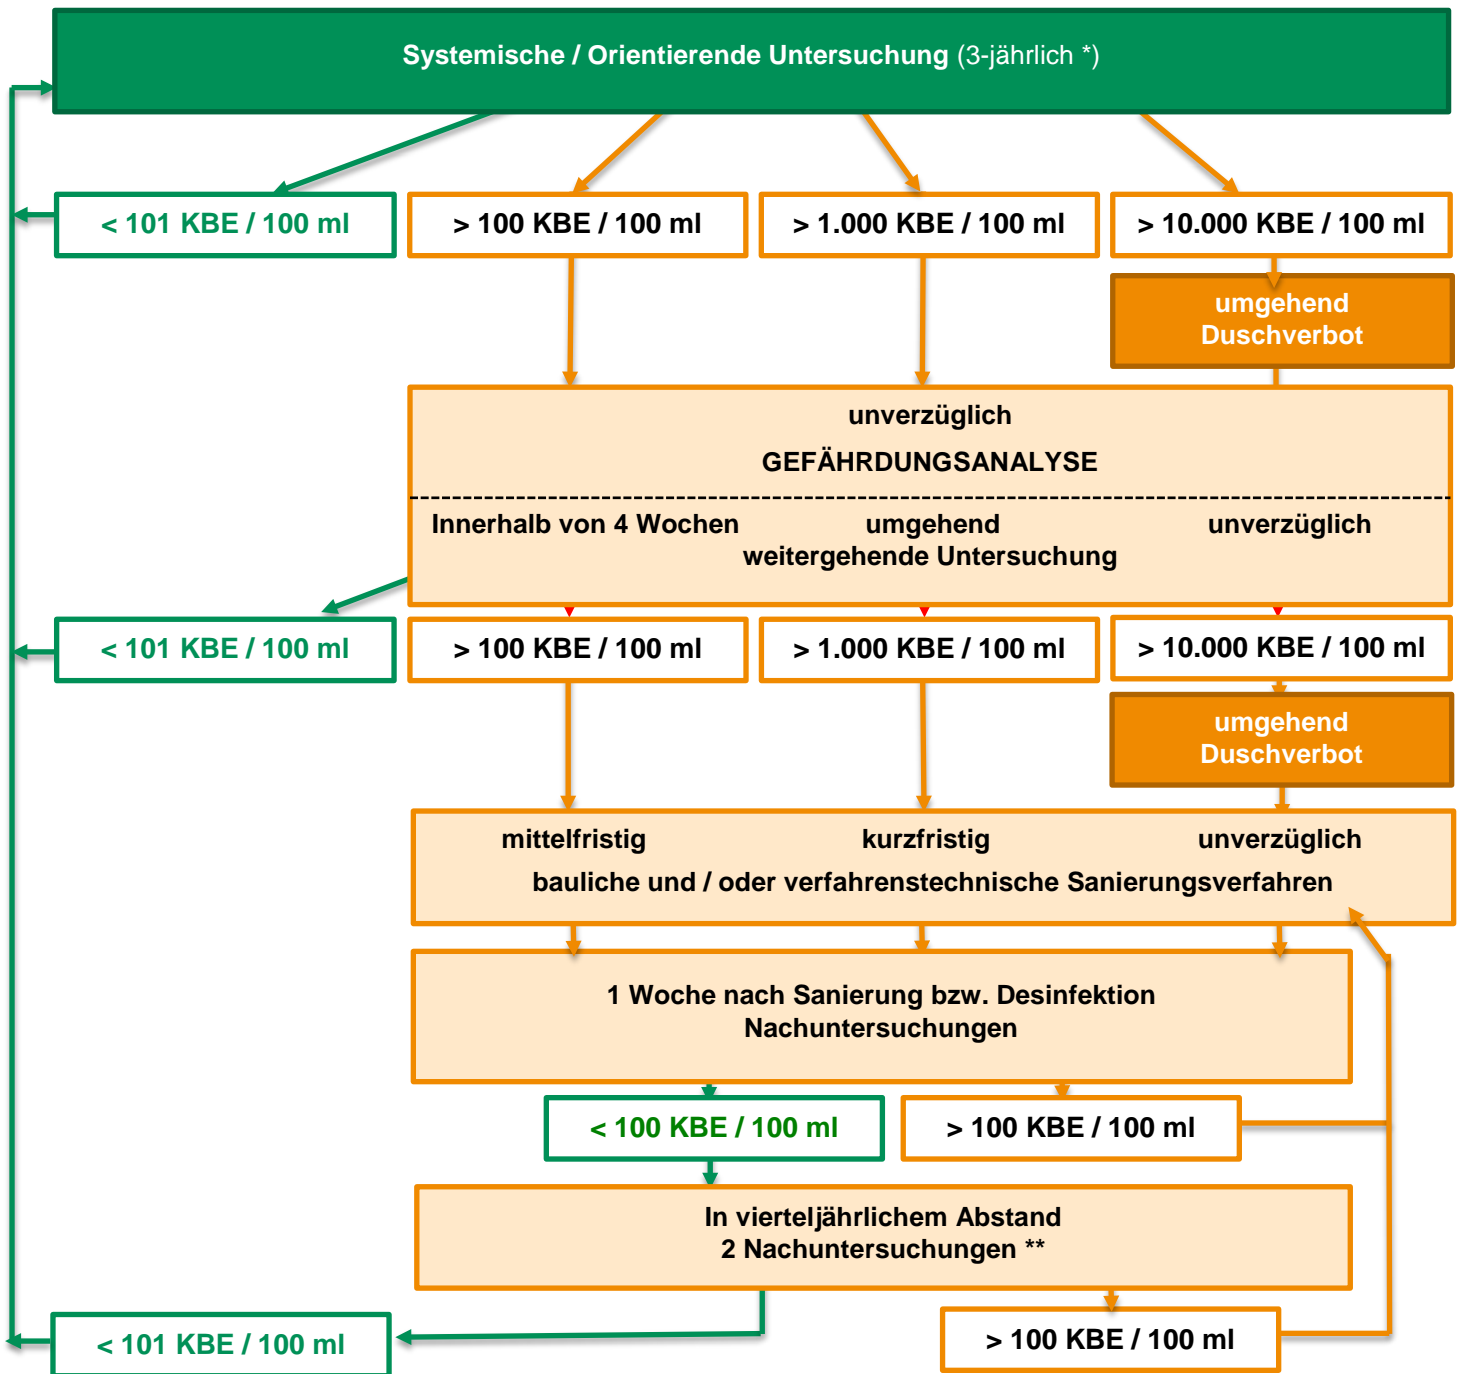 Systemische / Orientierende Untersuchung (3-jährlich *)
< 101 KBE / 100 ml
> 100 KBE / 100 ml
> 1.000 KBE / 100 ml
> 10.000 KBE / 100 ml
umgehend
Duschverbot
unverzüglich
GEFÄHRDUNGSANALYSE
Innerhalb von 4 Wochen
umgehend
unverzüglich
weitergehende Untersuchung
< 101 KBE / 100 ml
> 100 KBE / 100 ml
> 1.000 KBE / 100 ml
> 10.000 KBE / 100 ml
umgehend
Duschverbot
mittelfristig
kurzfristig
unverzüglich
bauliche und / oder verfahrenstechnische Sanierungsverfahren
1 Woche nach Sanierung bzw. Desinfektion
Nachuntersuchungen
< 100 KBE / 100 ml
> 100 KBE / 100 ml
In vierteljährlichem Abstand
2 Nachuntersuchungen **
< 101 KBE / 100 ml
> 100 KBE / 100 ml